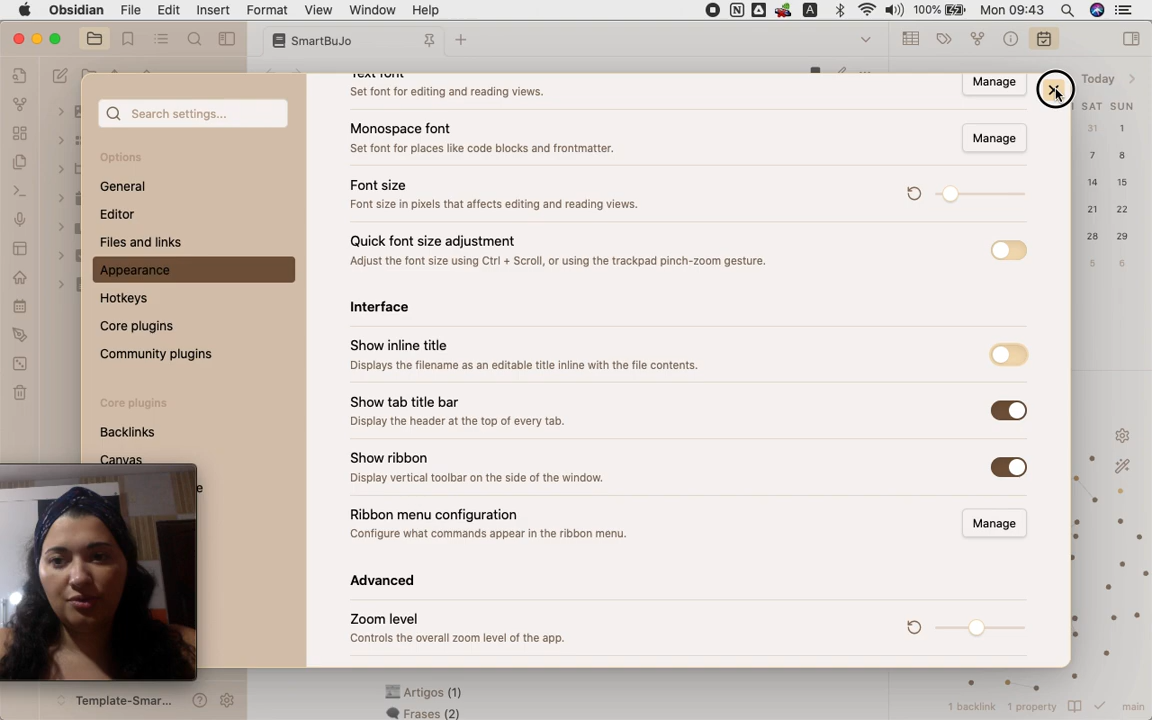 Obsidian File Edit Insert Format View Window Help 100% Mon 09:43
SmartBuJo
Today
SAT SUN
31 1
7 8
14 15
21 22
28 29
5 6
Search settings...
Options
General
Editor
Files and links
Appearance
Hotkeys
Core plugins
Community plugins
Core plugins
Backlinks
Canvas
e
Text font
Set font for editing and reading views.
Manage
Monospace font
Set font for places like code blocks and frontmatter.
Manage
Font size
Font size in pixels that affects editing and reading views.
Quick font size adjustment
Adjust the font size using Ctrl + Scroll, or using the trackpad pinch-zoom gesture.
Interface
Show inline title
Displays the filename as an editable title inline with the file contents.
Show tab title bar
Display the header at the top of every tab.
Show ribbon
Display vertical toolbar on the side of the window.
Ribbon menu configuration
Configure what commands appear in the ribbon menu.
Manage
Advanced
Zoom level
Controls the overall zoom level of the app.
Template-Smar...
Artigos (1)
Frases (2)
1 backlink 1 property main